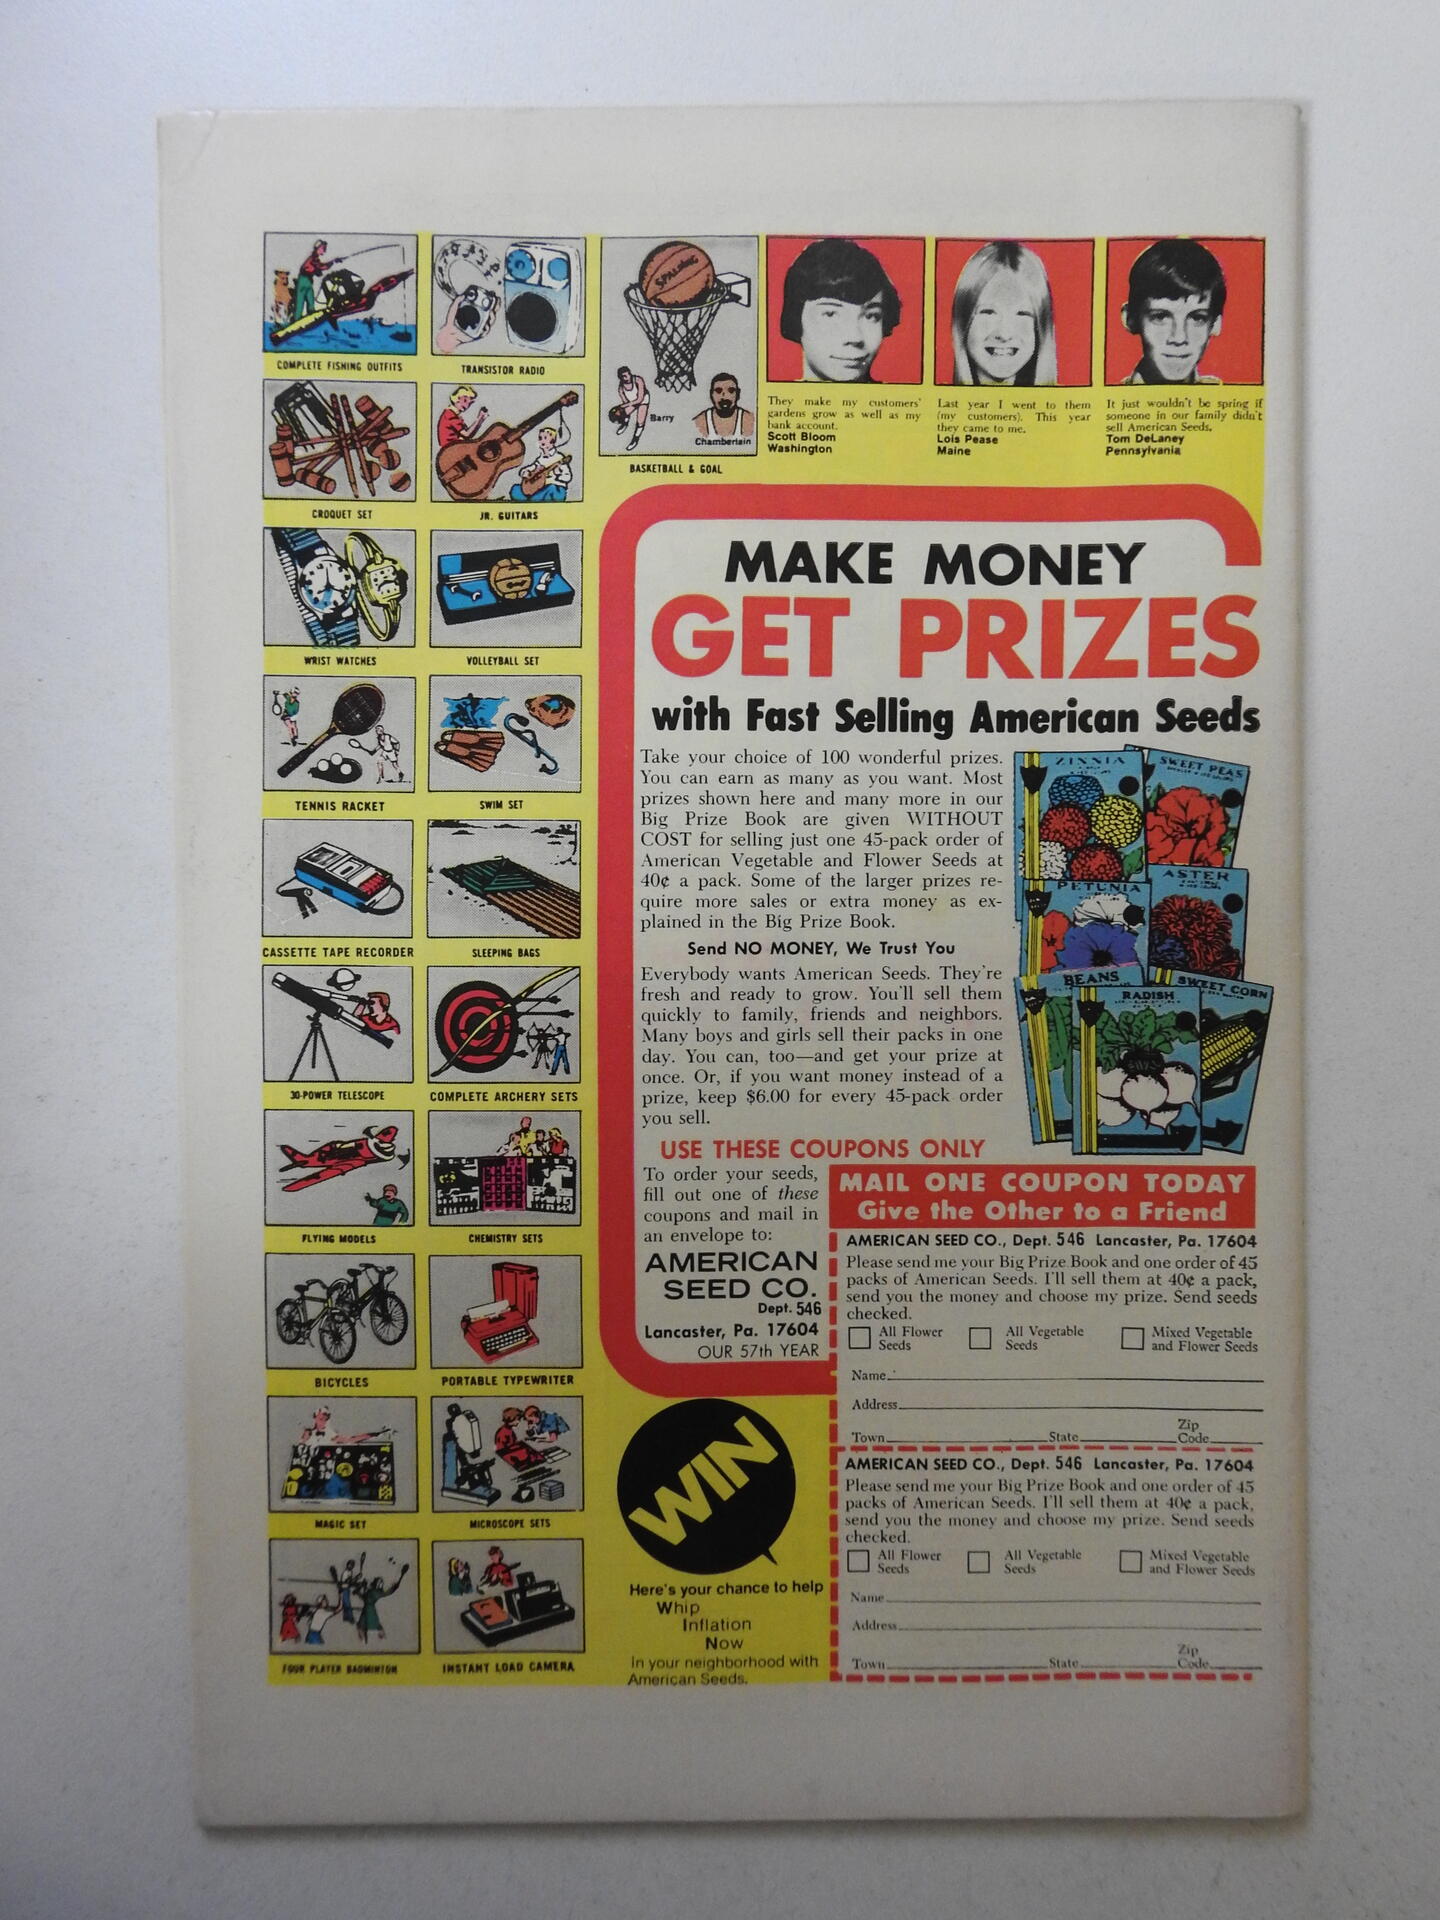 COMPLETE FISHING OUTFITS
TRANSISTOR RADIO
CROQUET SET
JR. GUITARS
WRIST WATCHES
VOLLEYBALL SET
TENNIS RACKET
SWIM SET
CASSETTE TAPE RECORDER
SLEEPING BAGS
30-POWER TELESCOPE
COMPLETE ARCHERY SETS
FLYING MODELS
CHEMISTRY SETS
BICYCLES
PORTABLE TYPEWRITER
MAGIC SET
MICROSCOPE SETS
FOUR PLAYER BADMINTON
INSTANT LOAD CAMERA
SPALDING
Barry
Chamberlain
BASKETBALL & GOAL
They make my customers'
gardens grow as well as my
bank account.
Scott Bloom
Washington
Last year I went to them
(my customers). This year
they came to me.
Lois Pease
Maine
It just wouldn't be spring if
someone in our family didn't
sell American Seeds.
Tom DeLaney
Pennsylvania
MAKE MONEY
GET PRIZES
with Fast Selling American Seeds
Take your choice of 100 wonderful prizes.
You can earn as many as you want. Most
prizes shown here and many more in our
Big Prize Book are given WITHOUT
COST for selling just one 45-pack order of
American Vegetable and Flower Seeds at
40¢ a pack. Some of the larger prizes re-
quire more sales or extra money as ex-
plained in the Big Prize Book.
Send NO MONEY, We Trust You
Everybody wants American Seeds. They're
fresh and ready to grow. You'll sell them
quickly to family, friends and neighbors.
Many boys and girls sell their packs in one
day. You can, too—and get your prize at
once. Or, if you want money instead of a
prize, keep $6.00 for every 45-pack order
you sell.
ZINNIA
SWEET PEAS
PETUNIA
ASTER
BEANS
RADISH
SWEET CORN
USE THESE COUPONS ONLY
To order your seeds,
fill out one of these
coupons and mail in
an envelope to:
AMERICAN
SEED CO.
Dept. 546
Lancaster, Pa. 17604
OUR 57th YEAR
MAIL ONE COUPON TODAY
Give the Other to a Friend
AMERICAN SEED CO., Dept. 546 Lancaster, Pa. 17604
Please send me your Big Prize Book and one order of 45
packs of American Seeds. I'll sell them at 40¢ a pack,
send you the money and choose my prize. Send seeds
checked.
All Flower Seeds
All Vegetable Seeds
Mixed Vegetable and Flower Seeds
Name
Address
Town State Zip Code
AMERICAN SEED CO., Dept. 546 Lancaster, Pa. 17604
Please send me your Big Prize Book and one order of 45
packs of American Seeds. I'll sell them at 40¢ a pack,
send you the money and choose my prize. Send seeds
checked.
All Flower Seeds
All Vegetable Seeds
Mixed Vegetable and Flower Seeds
Name
Address
Town State Zip Code
WIN
Here's your chance to help
Whip
Inflation
Now
In your neighborhood with
American Seeds.